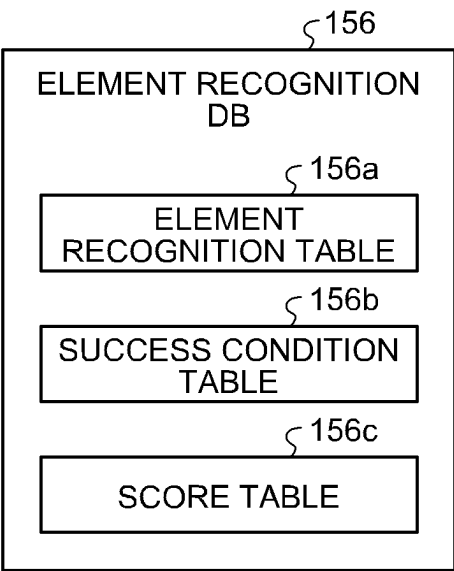 156
ELEMENT RECOGNITION
DB
156a
ELEMENT
RECOGNITION TABLE
156b
SUCCESS CONDITION
TABLE
156c
SCORE TABLE